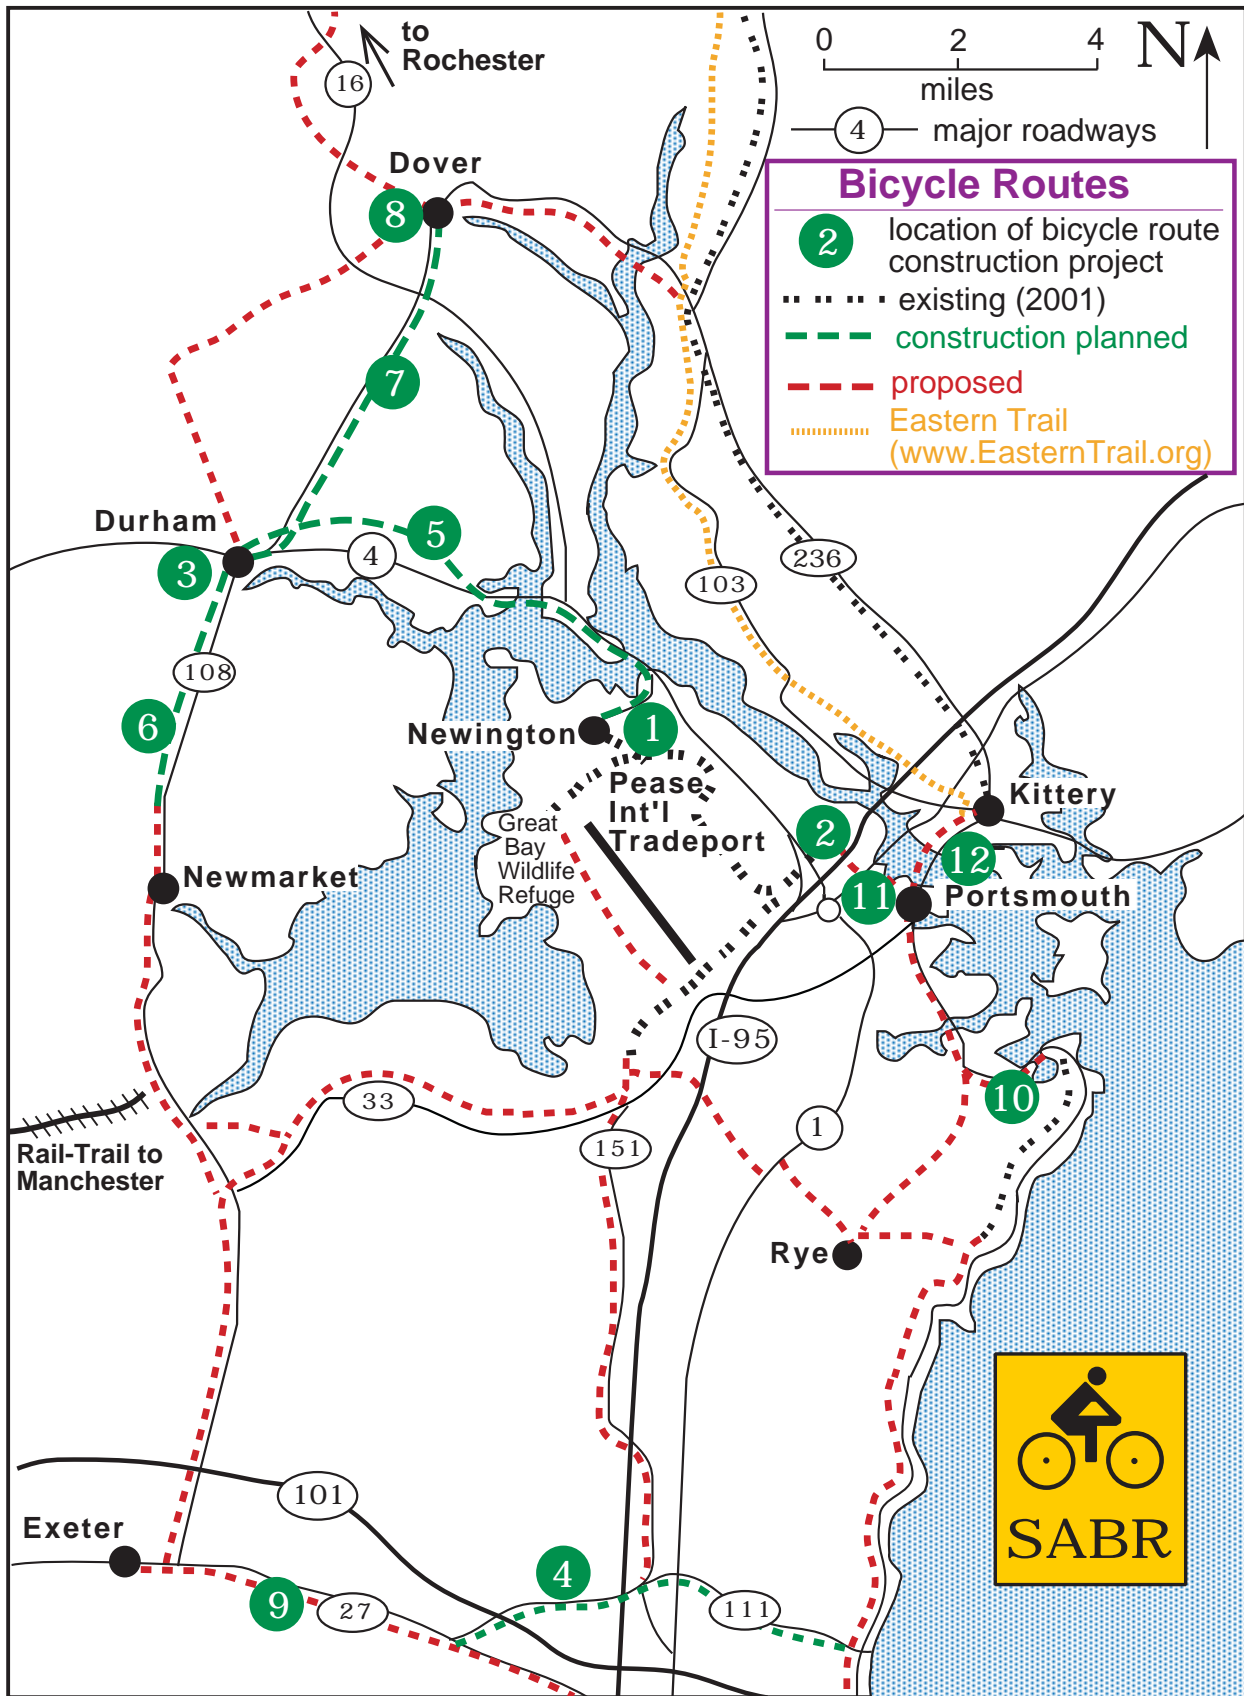 to
Rochester
0 2 4
miles
N
4 major roadways
Bicycle Routes
2 location of bicycle route
construction project
existing (2001)
construction planned
proposed
Eastern Trail
(www.EasternTrail.org)
16
Dover
8
7
Durham
5
3
4
236
103
108
6
Newington
1
Pease
Int'l
Tradeport
Kittery
Great
Bay
Wildlife
Refuge
2
12
Newmarket
11
Portsmouth
I-95
10
33
1
151
Rail-Trail to
Manchester
Rye
101
Exeter
SABR
4
9
27
111